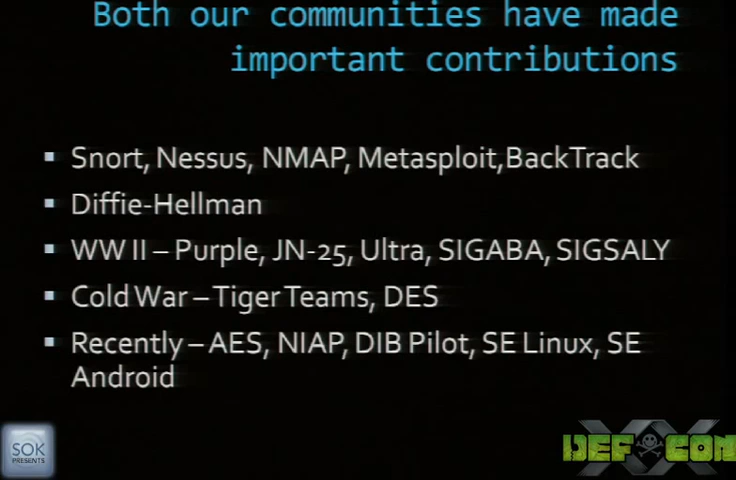 Both our communities have made
important contributions
▪ Snort, Nessus, NMAP, Metasploit,BackTrack
▪ Diffie-Hellman
▪ WW II – Purple, JN-25, Ultra, SIGABA, SIGSALY
▪ Cold War – Tiger Teams, DES
▪ Recently – AES, NIAP, DIB Pilot, SE Linux, SE
Android
SOK
PRESENTS
XX
DEF CON